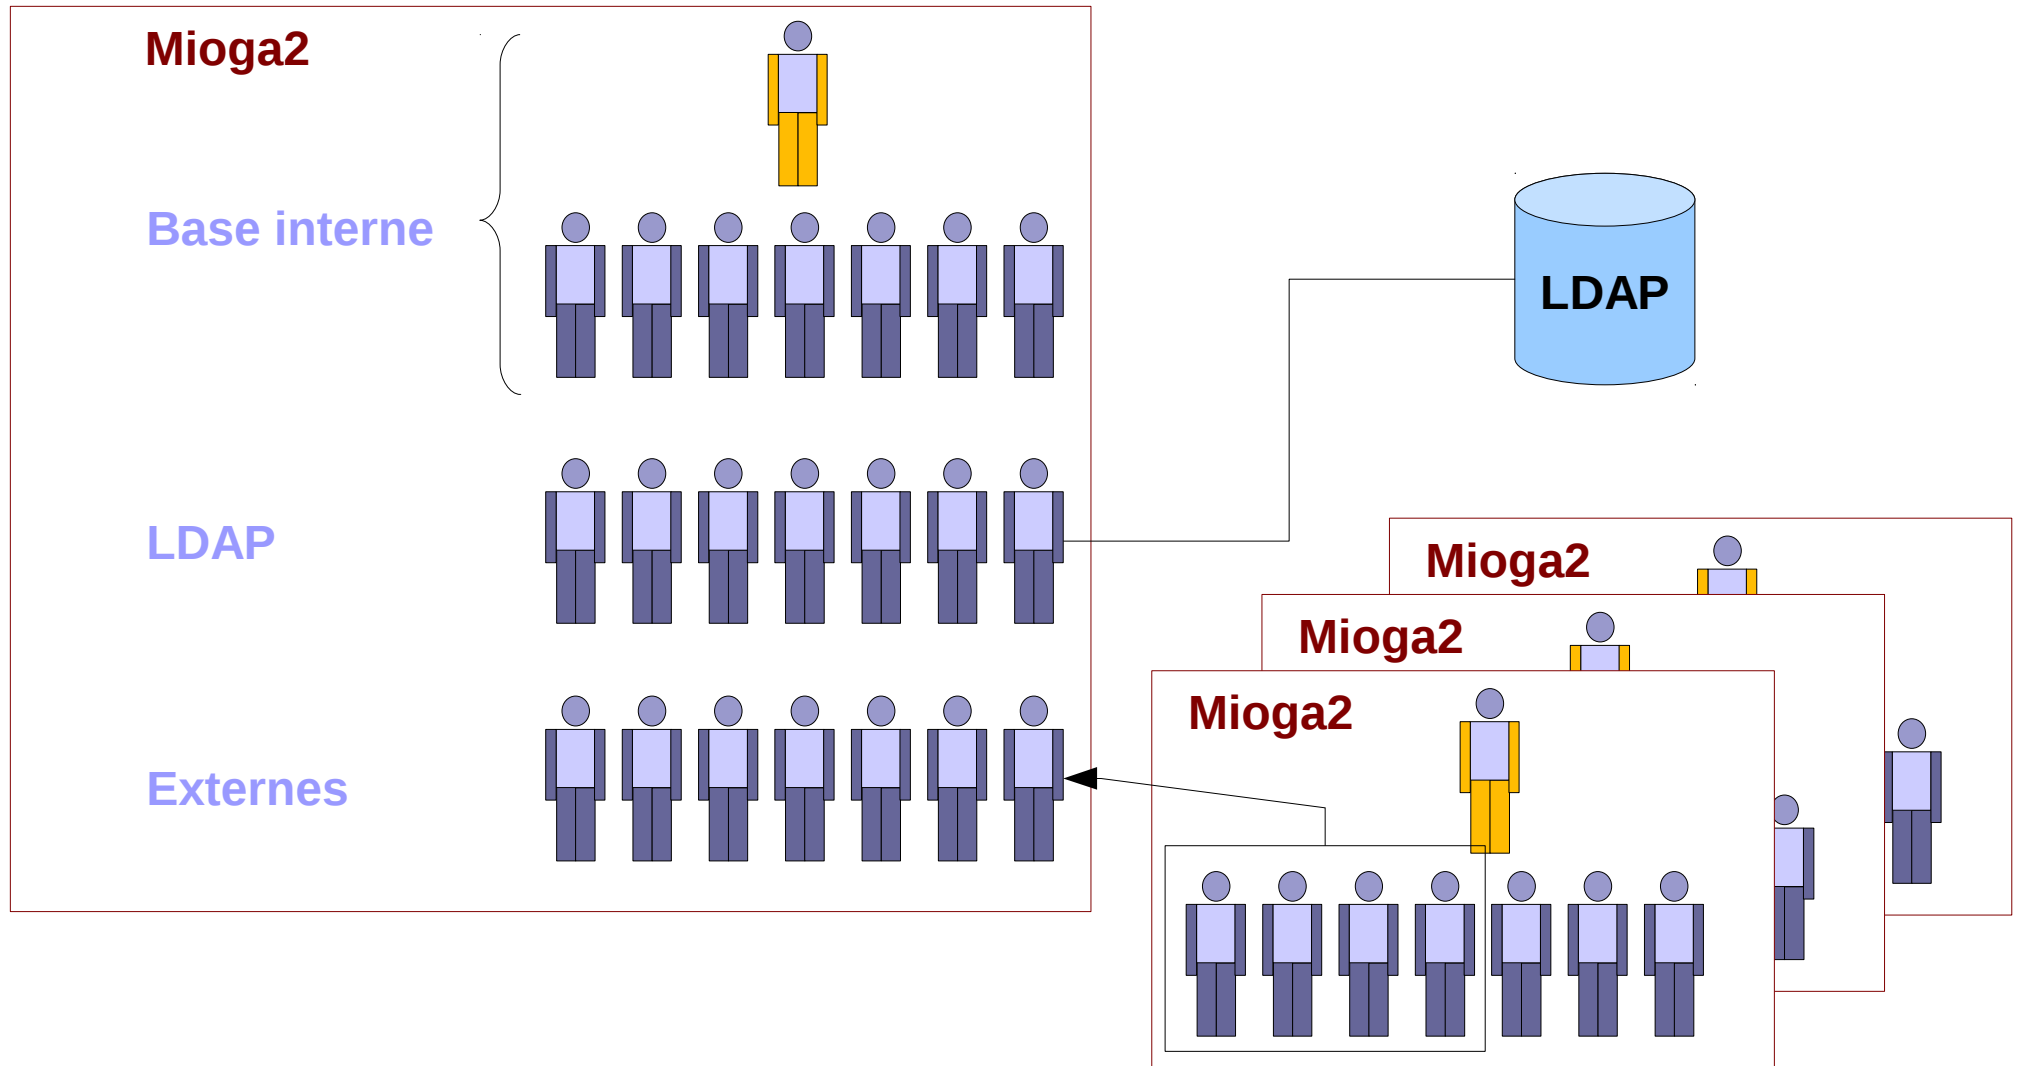 Mioga2
Base interne
LDAP
LDAP
Externes
Mioga2
Mioga2
Mioga2